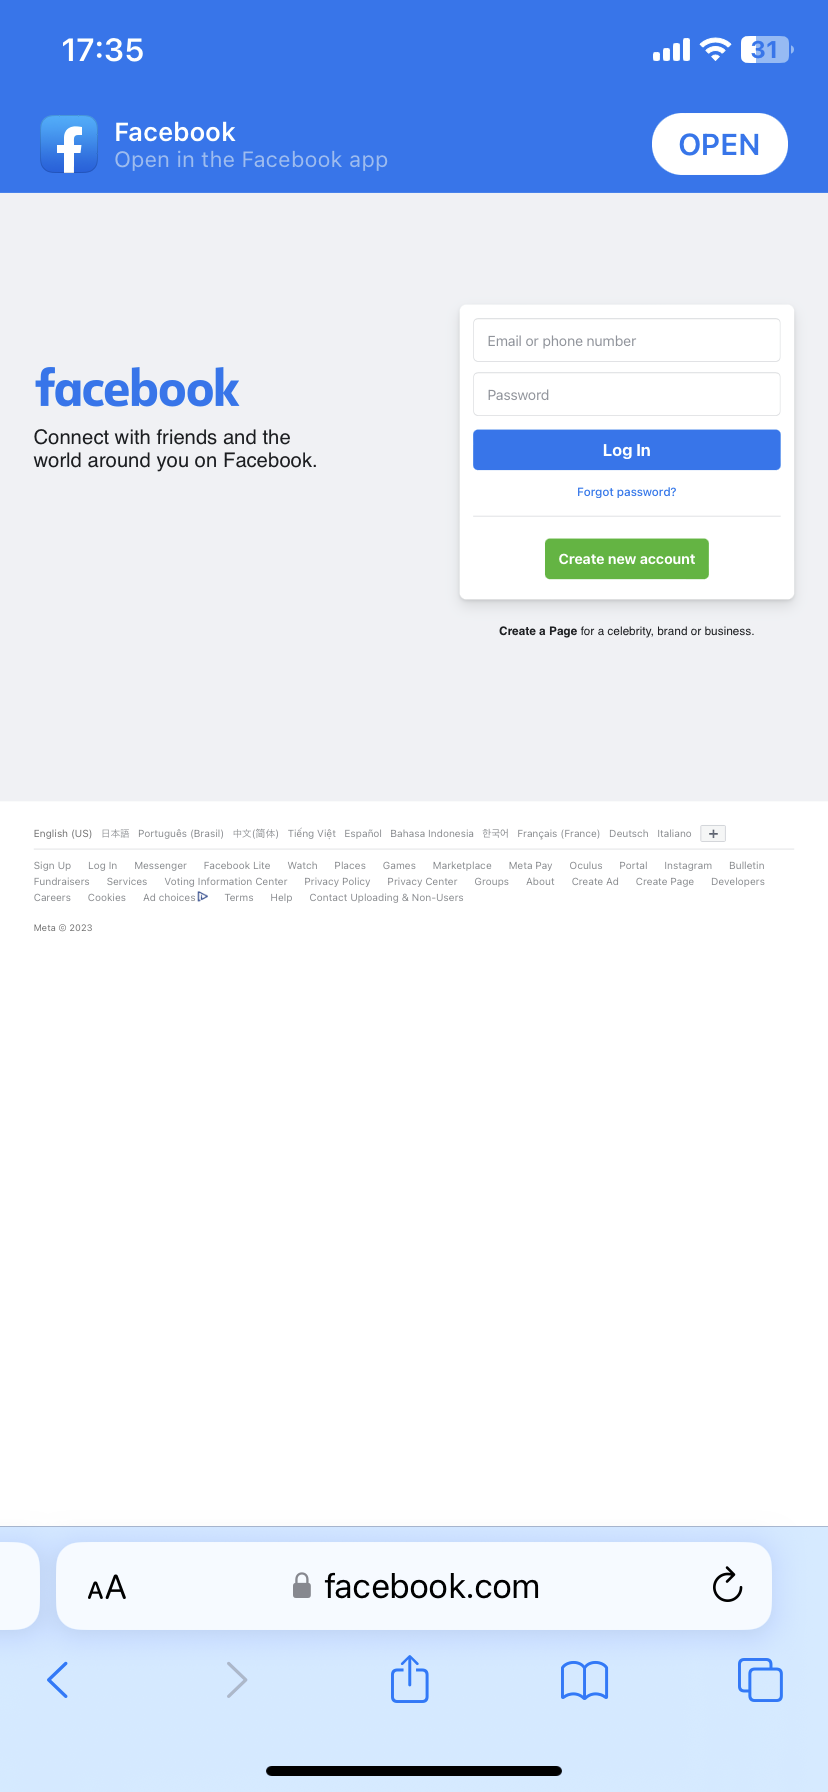 17:35
31
Facebook
Open in the Facebook app
OPEN
facebook
Connect with friends and the
world around you on Facebook.
Email or phone number
Password
Log In
Forgot password?
Create new account
Create a Page for a celebrity, brand or business.
English (US) 日本語 Português (Brasil) 中文(简体) Tiếng Việt Español Bahasa Indonesia 한국어 Français (France) Deutsch Italiano +
Sign Up Log In Messenger Facebook Lite Watch Places Games Marketplace Meta Pay Oculus Portal Instagram Bulletin
Fundraisers Services Voting Information Center Privacy Policy Privacy Center Groups About Create Ad Create Page Developers
Careers Cookies Ad choices Terms Help Contact Uploading & Non-Users
Meta © 2023
AA facebook.com